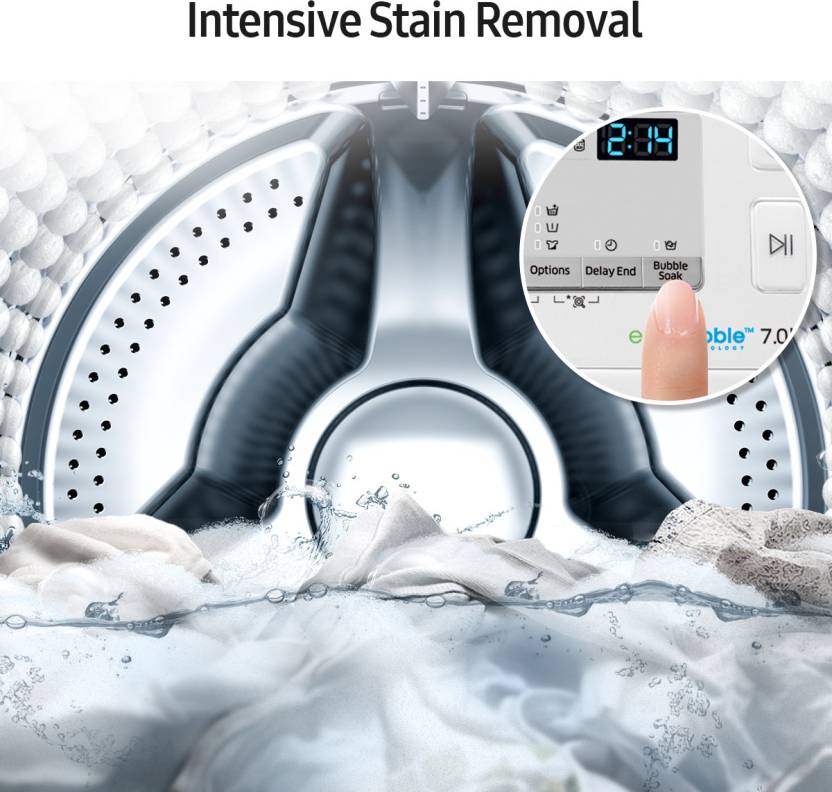 Intensive Stain Removal
2:14
Options
Delay End
Bubble
Soak
7.0